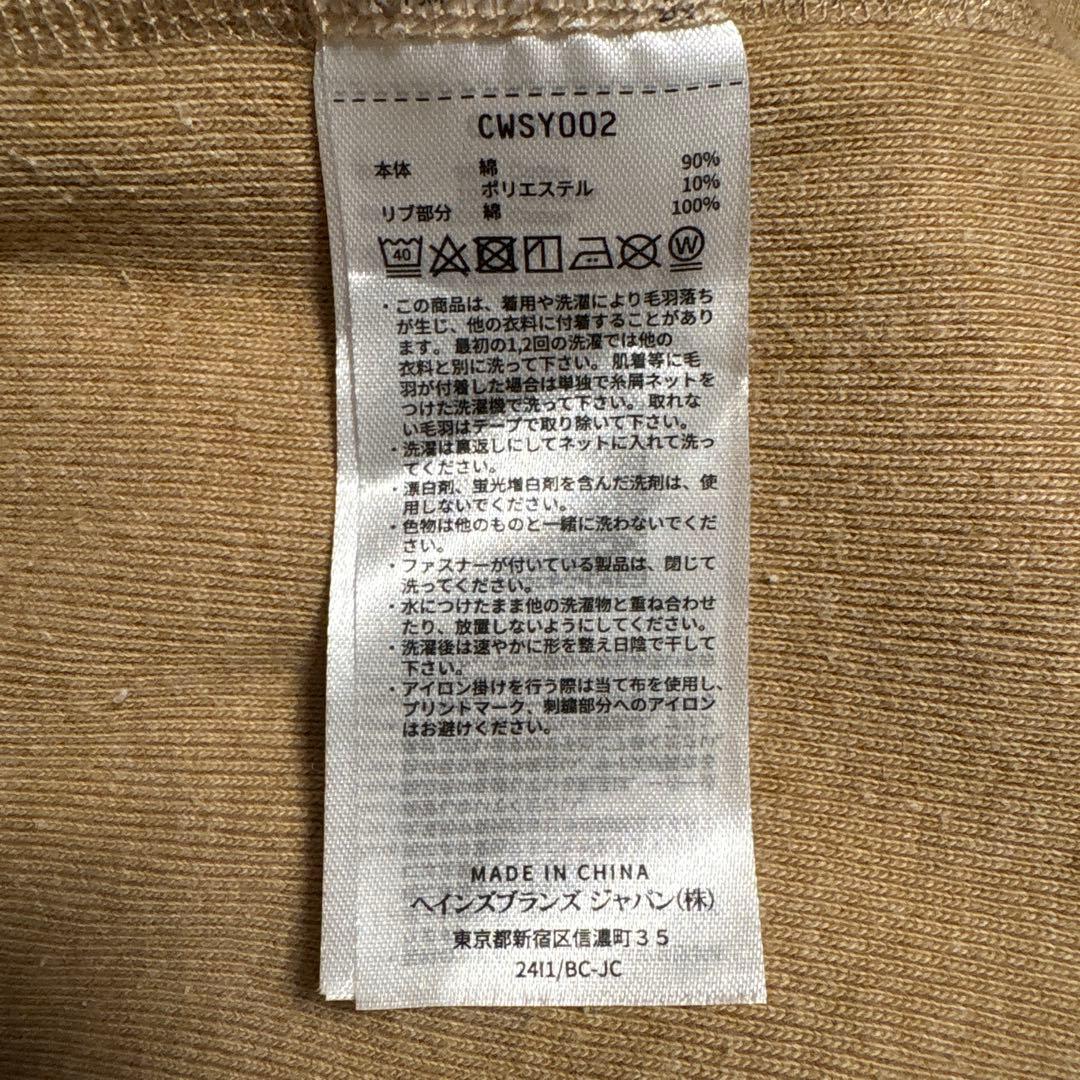 CWSY002
本体 綿 90%
ポリエステル 10%
リブ部分 綿 100%
40 W
・この商品は、着用や洗濯により毛羽落ち
が生じ、他の衣料に付着することがあり
ます。最初の1,2回の洗濯では他の
衣料と別に洗って下さい。肌着等に毛
羽が付着した場合は単独で糸屑ネットを
つけた洗濯機で洗って下さい。取れな
い毛羽はテープで取り除いて下さい。
・洗濯は裏返しにしてネットに入れて洗っ
てください。
・漂白剤、蛍光増白剤を含んだ洗剤は、使
用しないでください。
・色物は他のものと一緒に洗わないでくだ
さい。
・ファスナーが付いている製品は、閉じて
洗ってください。
・水につけたまま他の洗濯物と重ね合わせ
たり、放置しないようにしてください。
・洗濯後は速やかに形を整え日陰で干して
下さい。
・アイロン掛けを行う際は当て布を使用し、
プリントマーク、刺繍部分へのアイロン
はお避けください。
MADE IN CHINA
ヘインズブランズ ジャパン(株)
東京都新宿区信濃町35
24I1/BC-JC